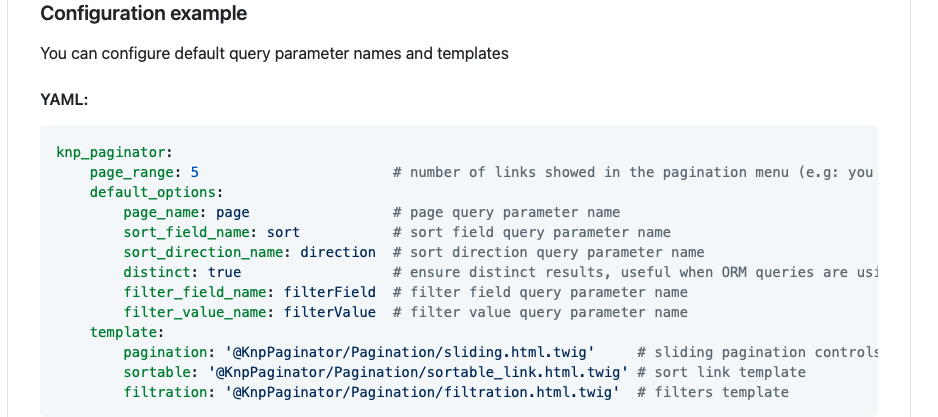 Configuration example
You can configure default query parameter names and templates
YAML:
knp_paginator:
    page_range: 5                       # number of links showed in the pagination menu (e.g: you
    default_options:
        page_name: page                 # page query parameter name
        sort_field_name: sort           # sort field query parameter name
        sort_direction_name: direction  # sort direction query parameter name
        distinct: true                  # ensure distinct results, useful when ORM queries are usi
        filter_field_name: filterField  # filter field query parameter name
        filter_value_name: filterValue  # filter value query parameter name
    template:
        pagination: '@KnpPaginator/Pagination/sliding.html.twig'     # sliding pagination controls
        sortable: '@KnpPaginator/Pagination/sortable_link.html.twig' # sort link template
        filtration: '@KnpPaginator/Pagination/filtration.html.twig'  # filters template